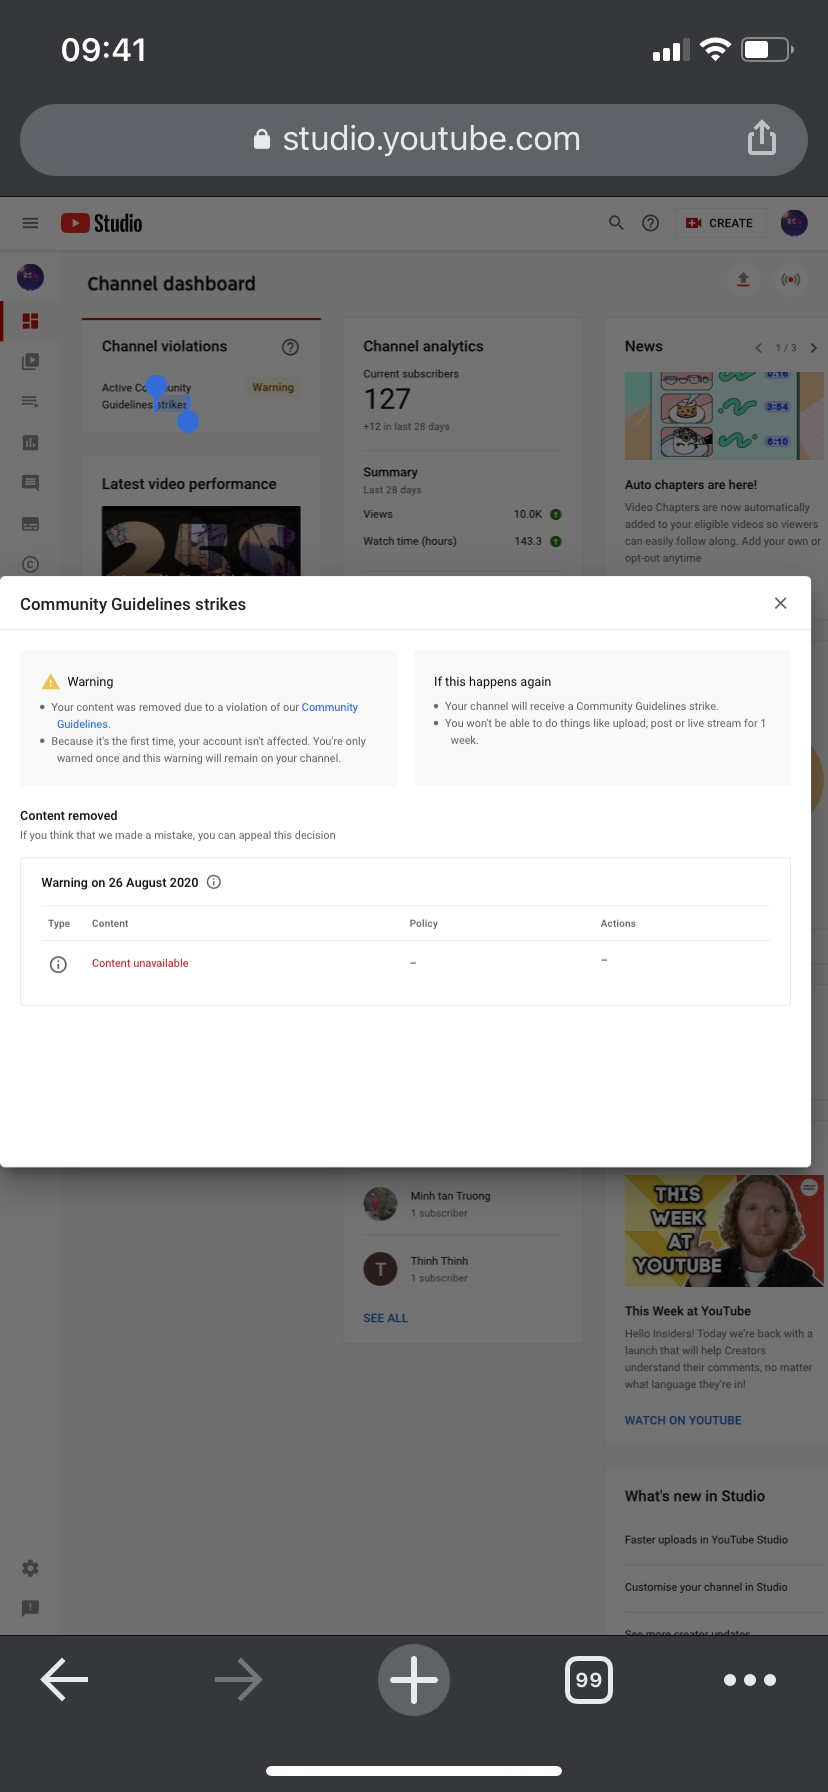 09:41
studio.youtube.com
Studio
CREATE
Channel dashboard
Channel violations
Active Community
Guidelines strikes
Warning
Latest video performance
Channel analytics
Current subscribers
127
+12 in last 28 days
Summary
Last 28 days
Views 10.0K
Watch time (hours) 143.3
News
1 / 3
0:16
3:54
6:10
Auto chapters are here!
Video Chapters are now automatically
added to your eligible videos so viewers
can easily follow along. Add your own or
opt-out anytime
Community Guidelines strikes
Warning
• Your content was removed due to a violation of our Community
Guidelines.
• Because it's the first time, your account isn't affected. You're only
warned once and this warning will remain on your channel.
If this happens again
• Your channel will receive a Community Guidelines strike.
• You won't be able to do things like upload, post or live stream for 1
week.
Content removed
If you think that we made a mistake, you can appeal this decision
Warning on 26 August 2020
Type Content Policy Actions
Content unavailable – –
Minh tan Truong
1 subscriber
T
Thinh Thinh
1 subscriber
SEE ALL
THIS
WEEK
AT
YOUTUBE
This Week at YouTube
Hello Insiders! Today we're back with a
launch that will help Creators
understand their comments, no matter
what language they're in!
WATCH ON YOUTUBE
What's new in Studio
Faster uploads in YouTube Studio
Customise your channel in Studio
See more creator updates
99